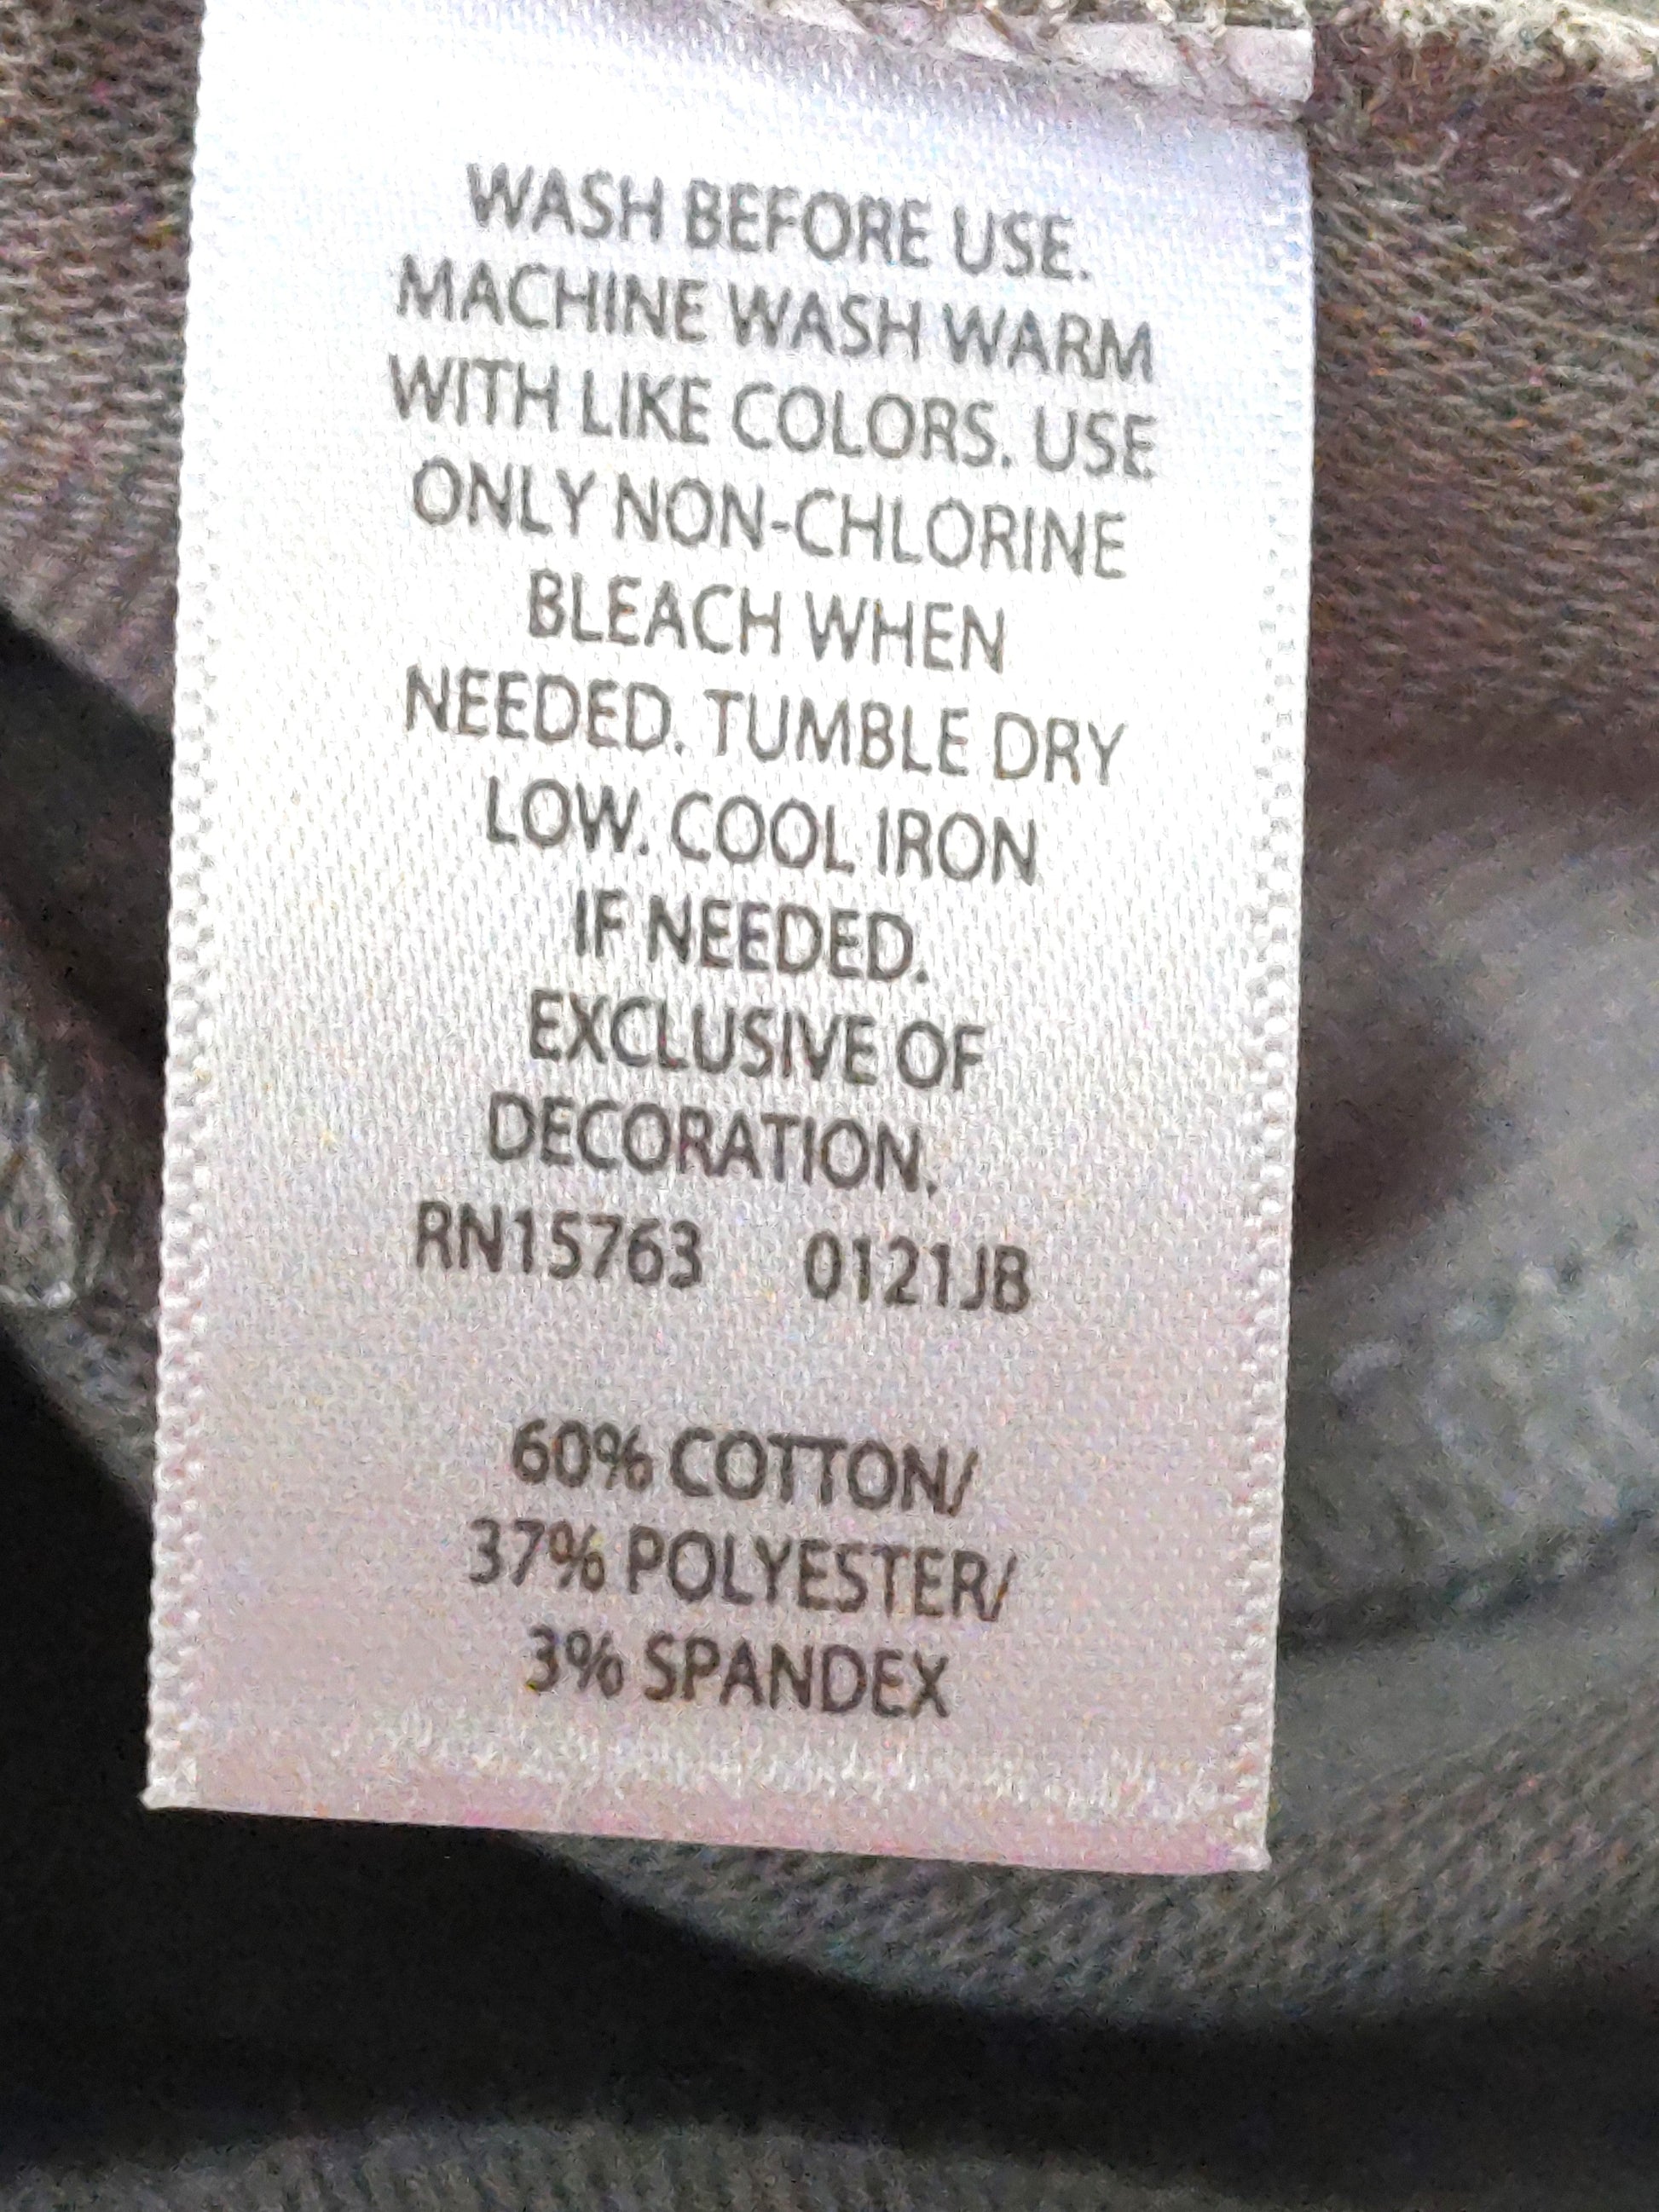 WASH BEFORE USE.
MACHINE WASH WARM
WITH LIKE COLORS. USE
ONLY NON-CHLORINE
BLEACH WHEN
NEEDED. TUMBLE DRY
LOW. COOL IRON
IF NEEDED.
EXCLUSIVE OF
DECORATION.
RN15763 0121JB
60% COTTON/
37% POLYESTER/
3% SPANDEX